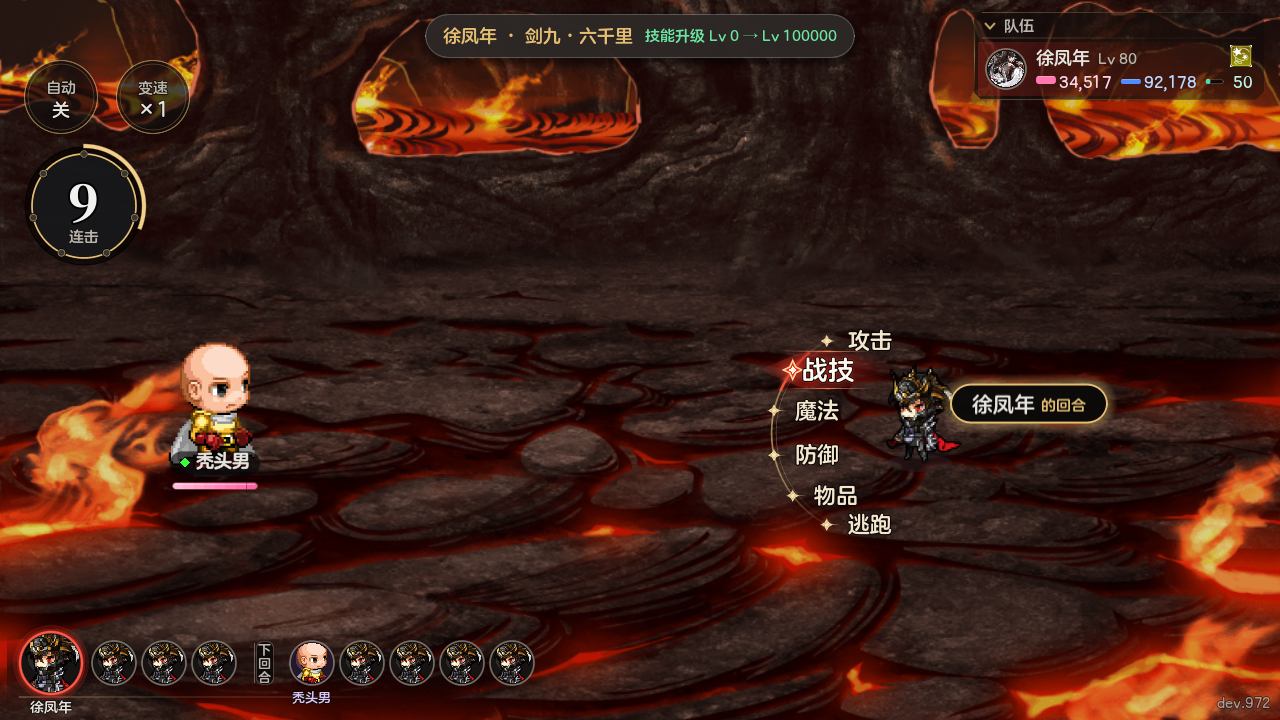 徐凤年 · 剑九·六千里 技能升级 Lv 0→Lv 100000
队伍
徐凤年 Lv 80
34,517 92,178 50
自动
关
变速
×1
9
连击
攻击
战技
魔法
防御
物品
逃跑
徐凤年 的回合
秃头男
下回合
徐凤年
秃头男
dev.972